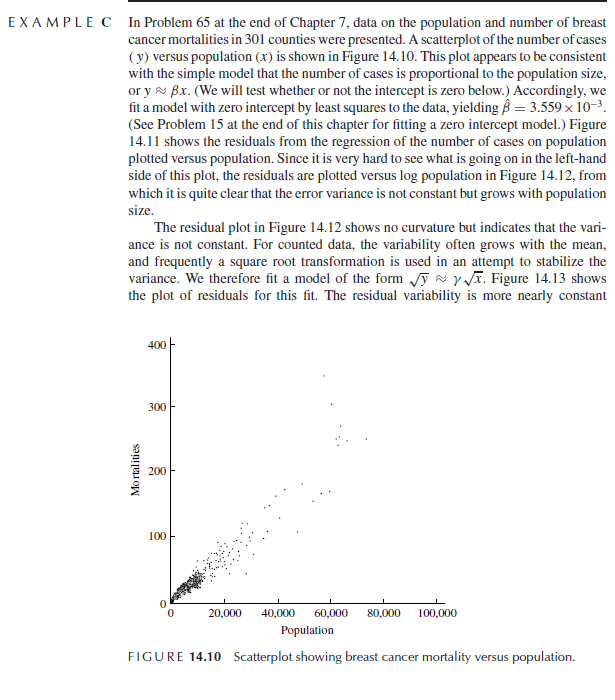 EXAMPLE C In Problem 65 at the end of Chapter 7, data on the population and number of breast
cancer mortalities in 301 counties were presented. A scatterplot of the number of cases
(y) versus population (x) is shown in Figure 14.10. This plot appears to be consistent
with the simple model that the number of cases is proportional to the population size,
or y ≈ βx. (We will test whether or not the intercept is zero below.) Accordingly, we
fit a model with zero intercept by least squares to the data, yielding β̂ = 3.559 × 10⁻³.
(See Problem 15 at the end of this chapter for fitting a zero intercept model.) Figure
14.11 shows the residuals from the regression of the number of cases on population
plotted versus population. Since it is very hard to see what is going on in the left-hand
side of this plot, the residuals are plotted versus log population in Figure 14.12, from
which it is quite clear that the error variance is not constant but grows with population
size.
The residual plot in Figure 14.12 shows no curvature but indicates that the vari-
ance is not constant. For counted data, the variability often grows with the mean,
and frequently a square root transformation is used in an attempt to stabilize the
variance. We therefore fit a model of the form √y ≈ γ√x. Figure 14.13 shows
the plot of residuals for this fit. The residual variability is more nearly constant
400
300
200
100
0
Mortalities
0 20,000 40,000 60,000 80,000 100,000
Population
FIGURE 14.10 Scatterplot showing breast cancer mortality versus population.